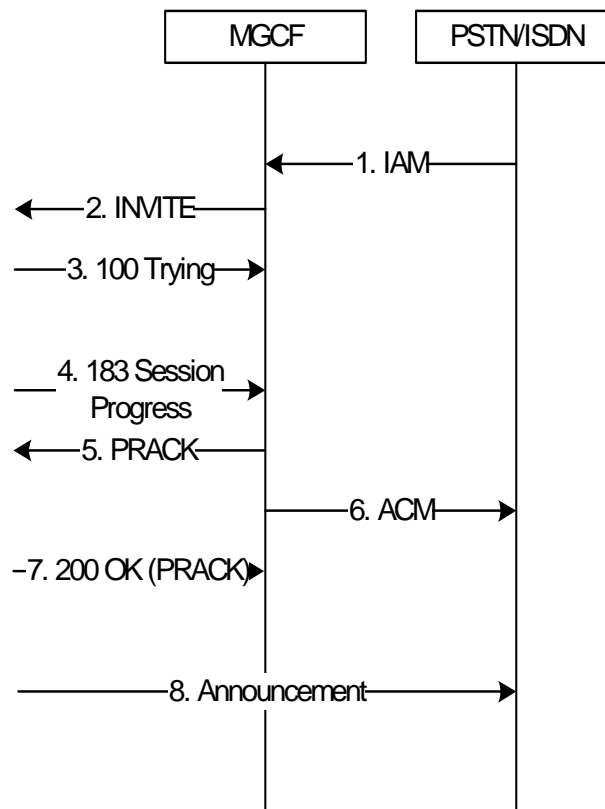 MGCF
PSTN/ISDN
1. IAM
2. INVITE
3. 100 Trying
4. 183 Session
Progress
5. PRACK
6. ACM
7. 200 OK (PRACK)
8. Announcement